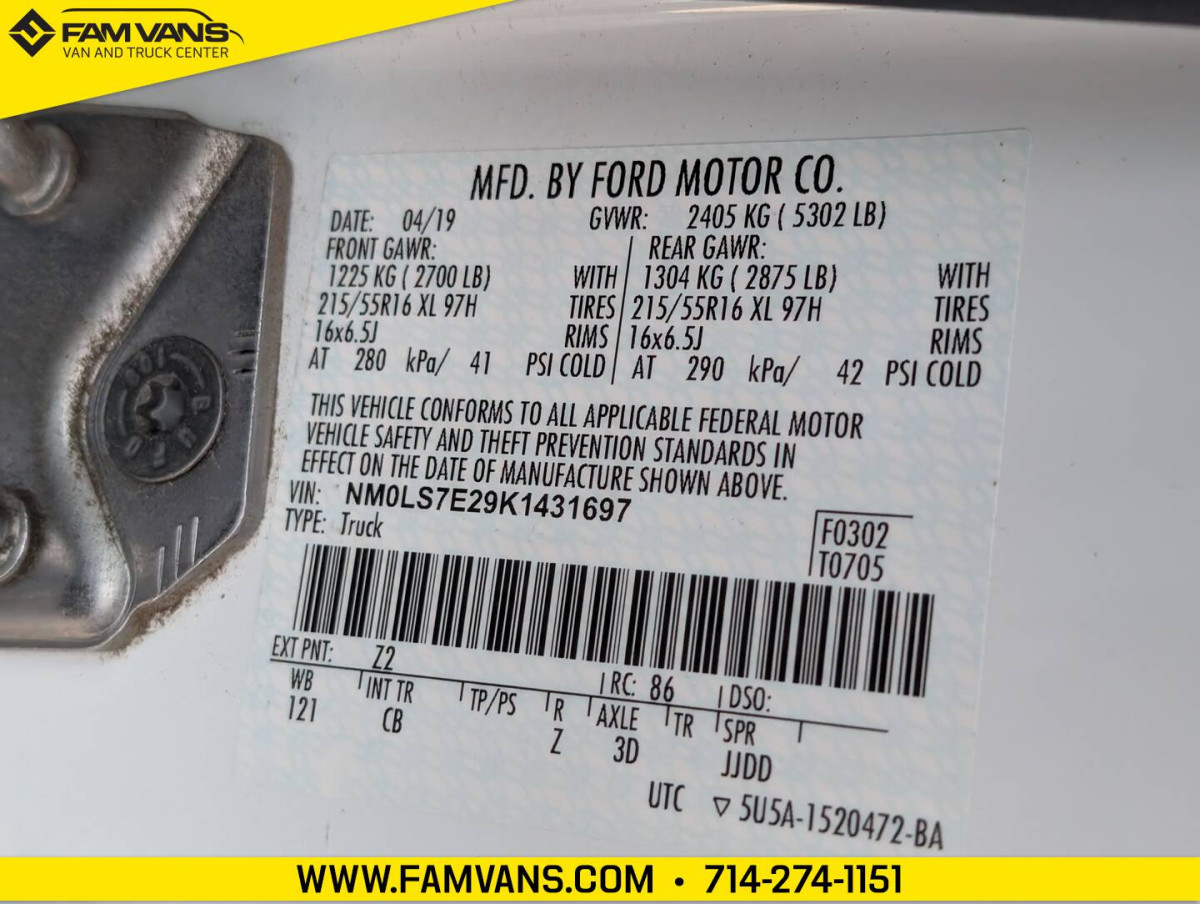 FAM VANS
VAN AND TRUCK CENTER
MFD. BY FORD MOTOR CO.
DATE: 04/19 GVWR: 2405 KG ( 5302 LB)
FRONT GAWR: REAR GAWR:
1225 KG ( 2700 LB) WITH 1304 KG ( 2875 LB) WITH
215/55R16 XL 97H TIRES 215/55R16 XL 97H TIRES
16x6.5J RIMS 16x6.5J RIMS
AT 280 kPa/ 41 PSI COLD AT 290 kPa/ 42 PSI COLD
THIS VEHICLE CONFORMS TO ALL APPLICABLE FEDERAL MOTOR
VEHICLE SAFETY AND THEFT PREVENTION STANDARDS IN
EFFECT ON THE DATE OF MANUFACTURE SHOWN ABOVE.
VIN: NM0LS7E29K1431697
TYPE: Truck
F0302
T0705
EXT PNT: Z2 RC: 86 DSO:
WB INT TR TP/PS R AXLE TR SPR
121 CB Z 3D JJDD
UTC ▽ 5U5A-1520472-BA
WWW.FAMVANS.COM • 714-274-1151